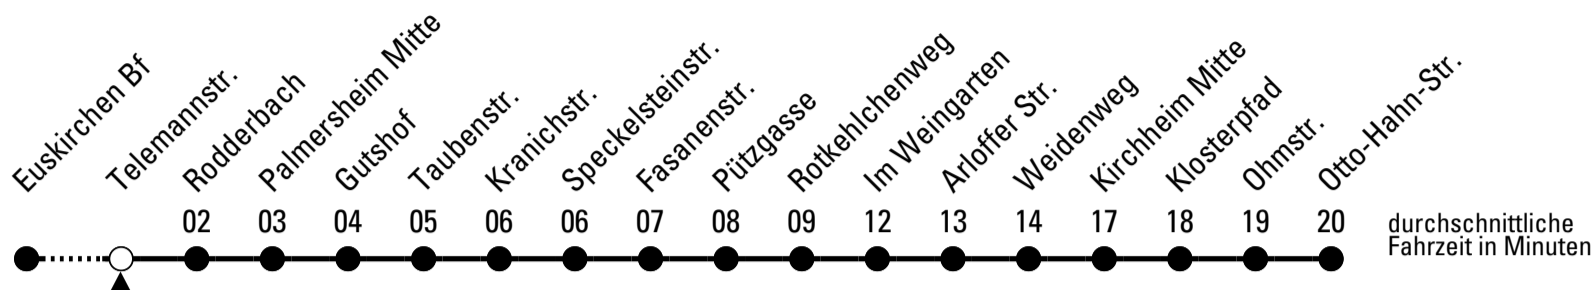 Euskirchen Bf
Telemannstr.
Rodderbach
Palmersheim Mitte
Gutshof
Taubenstr.
Kranichstr.
Speckelsteinstr.
Fasanenstr.
Pützgasse
Rotkehlchenweg
Im Weingarten
Arloffer Str.
Weidenweg
Kirchheim Mitte
Klosterpfad
Ohmstr.
Otto-Hahn-Str.
02 03 04 05 06 06 07 08 09 12 13 14 17 18 19 20
durchschnittliche
Fahrzeit in Minuten